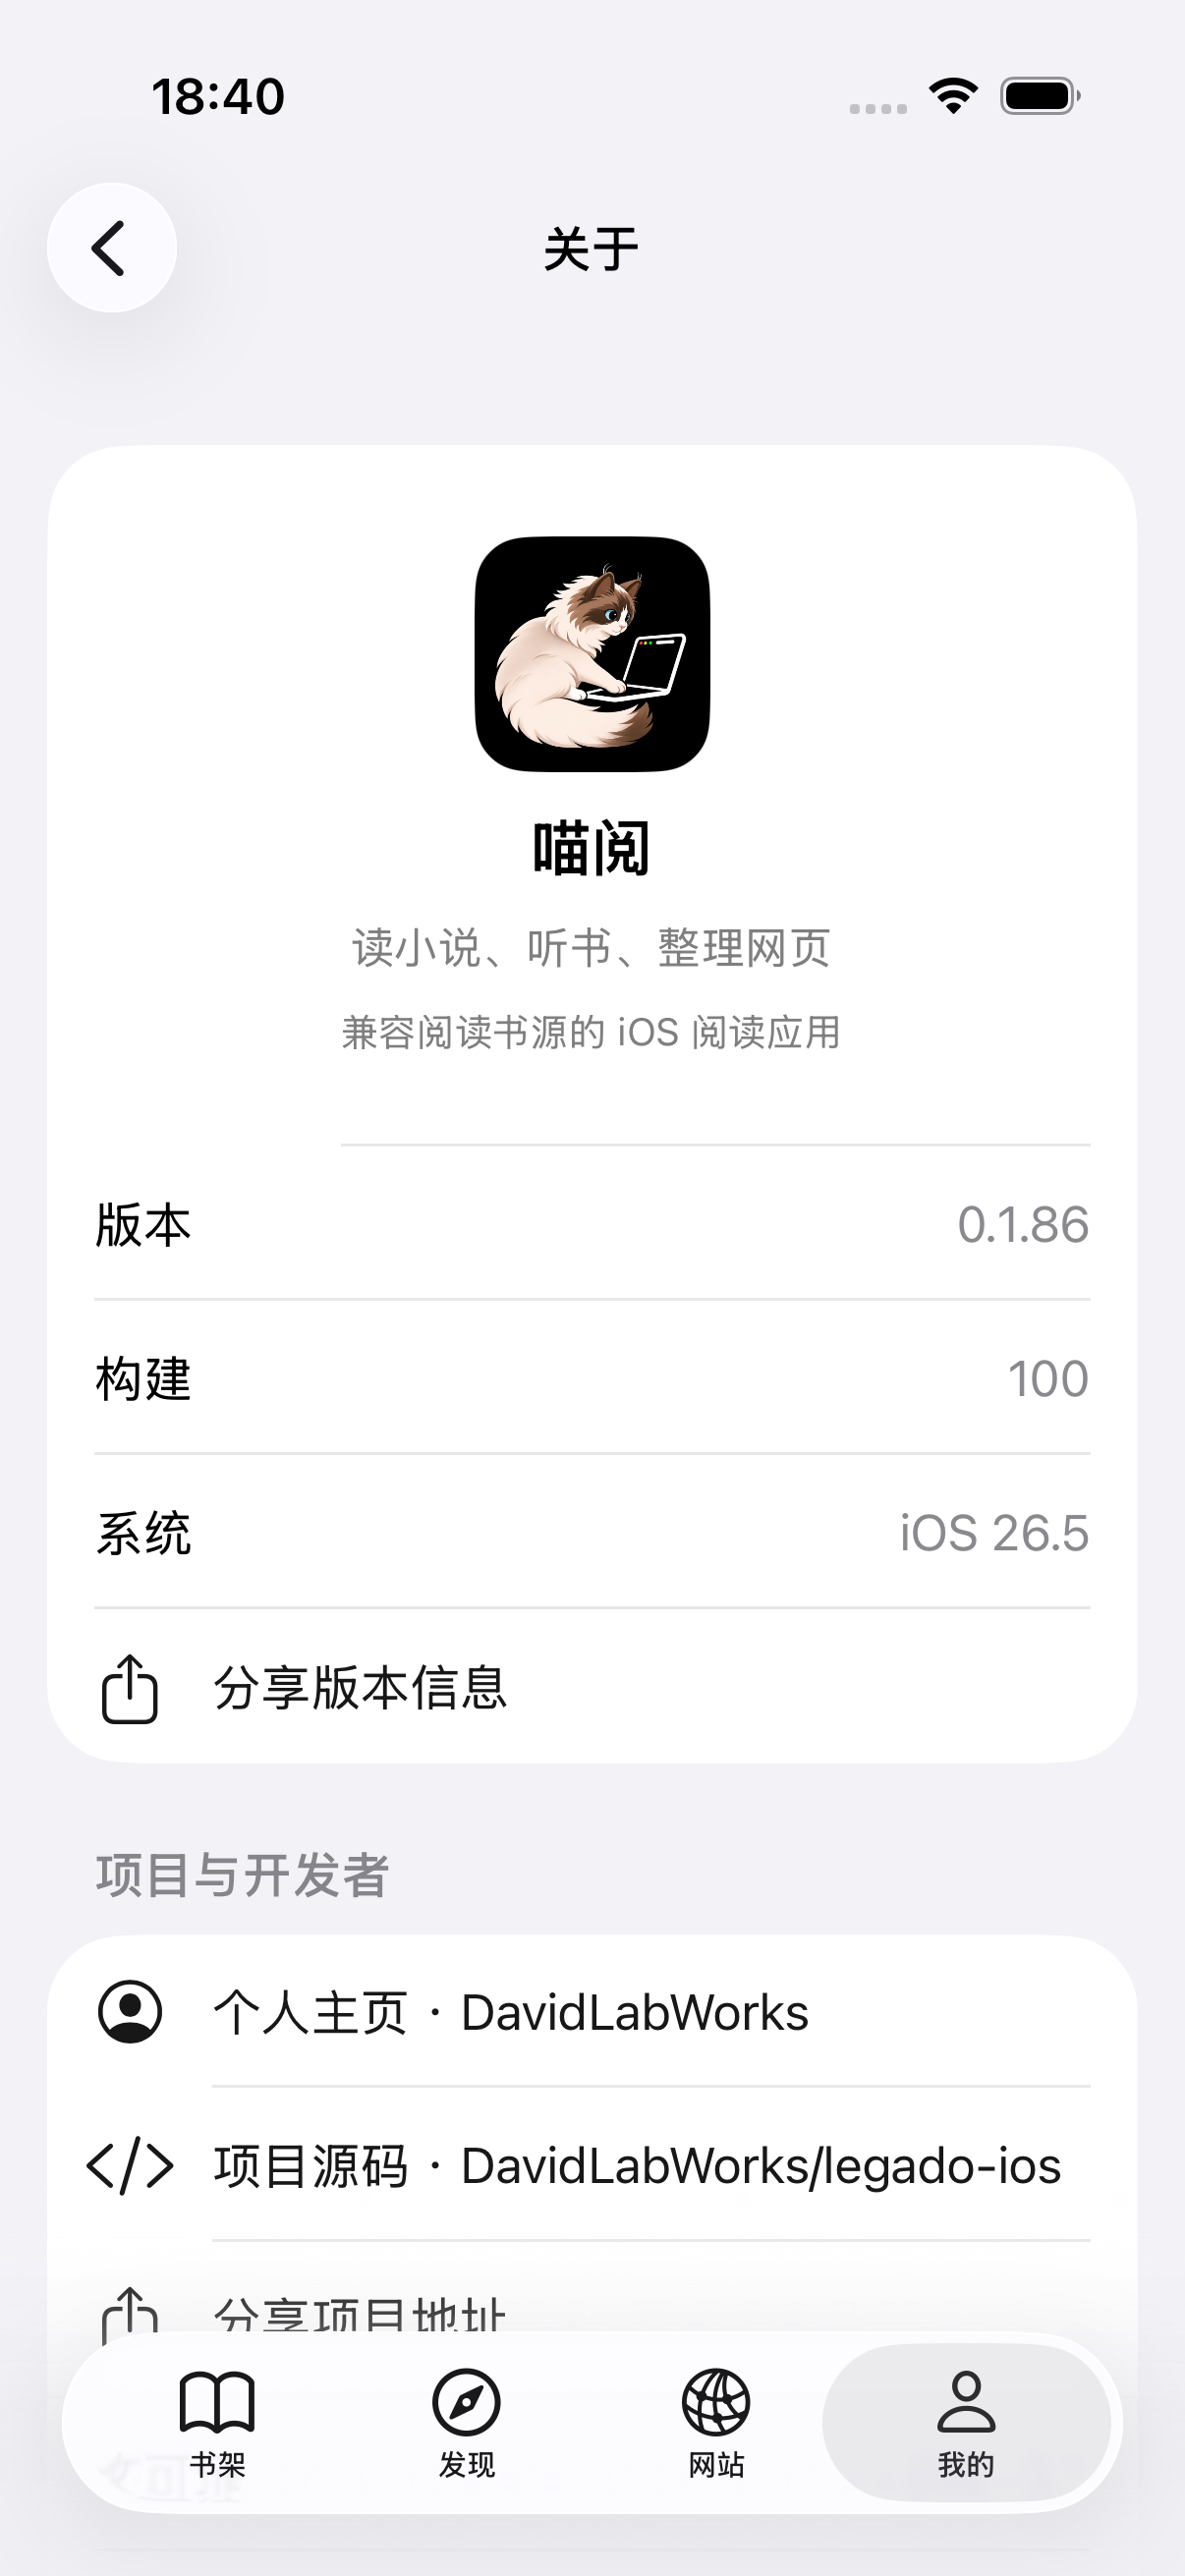 18:40
关于
喵阅
读小说、听书、整理网页
兼容阅读书源的 iOS 阅读应用
版本 0.1.86
构建 100
系统 iOS 26.5
分享版本信息
项目与开发者
个人主页 · DavidLabWorks
项目源码 · DavidLabWorks/legado-ios
分享项目地址
书架 发现 网站 我的